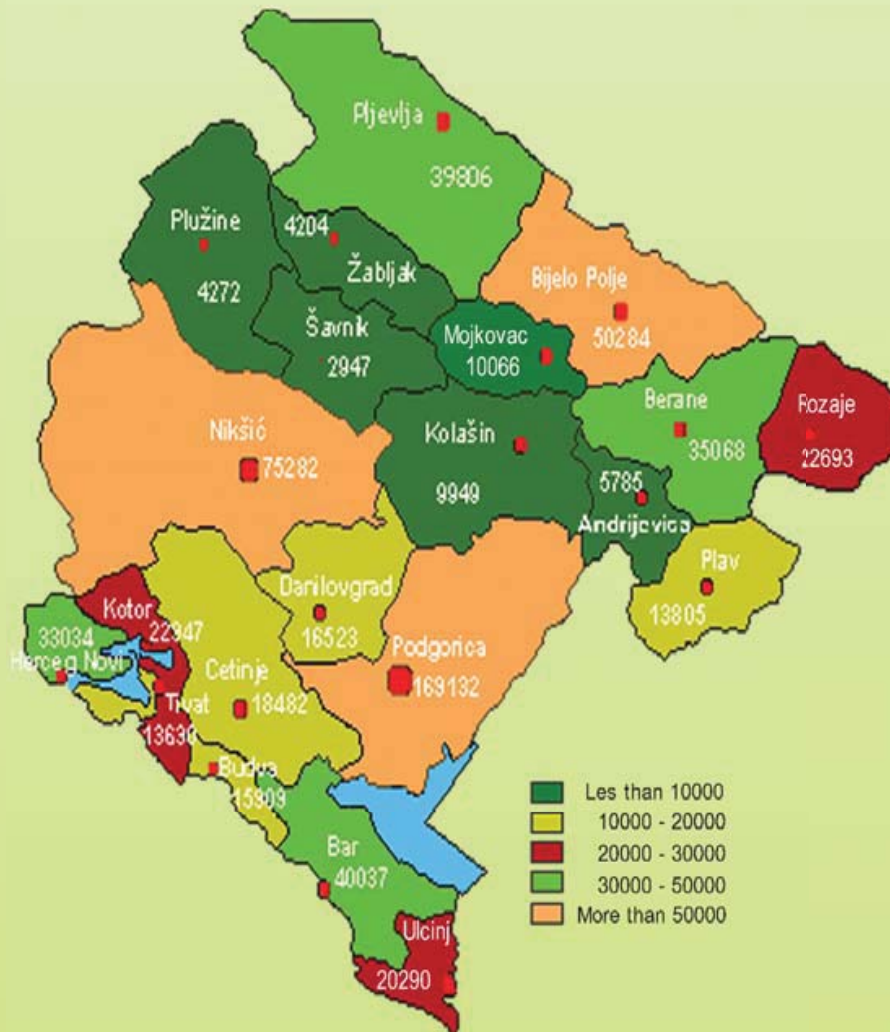 Pljevlja
39806
Plužine
4272
4204
Žabljak
Šavnik
2947
Bijelo Polje
50284
Mojkovac
10066
Berane
35068
Rozaje
22693
Nikšić
75282
Kolašin
9949
5785
Andrijevica
Plav
13805
Danilovgrad
16523
Kotor
22947
33034
Herceg Novi
Podgorica
169132
Cetinje
18482
Tivat
Budva
15909
Bar
40037
Ulcinj
20290
Les than 10000
10000 - 20000
20000 - 30000
30000 - 50000
More than 50000